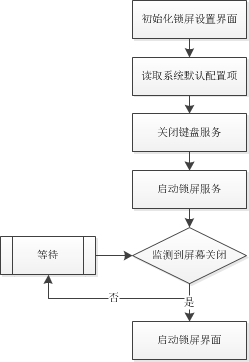 初始化锁屏设置界面
读取系统默认配置项
关闭键盘服务
启动锁屏服务
等待
监测到屏幕关闭
否
是
启动锁屏界面